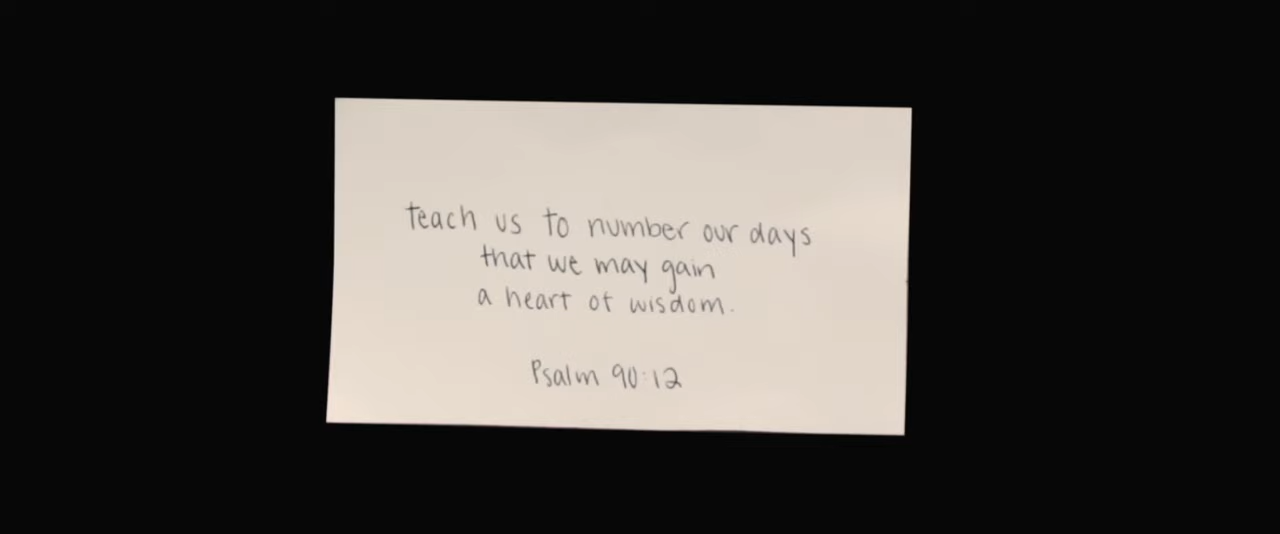 teach us to number our days
that we may gain
a heart of wisdom.
Psalm 90:12